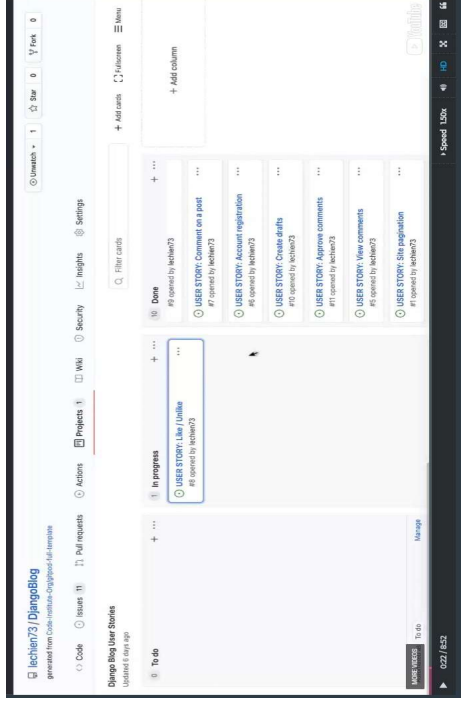 lechien73 / DjangoBlog
generated from Code-Institute-Org/gitpod-full-template
Unwatch 1 Star 0 Fork 0
Code Issues 11 Pull requests Actions Projects 1 Wiki Security Insights Settings
Django Blog User Stories
Updated 6 days ago
Filter cards
+ Add cards Fullscreen Menu
0 To do + ...
1 In progress + ...
USER STORY: Like / Unlike ...
#8 opened by lechien73
10 Done + ...
#9 opened by lechien73
USER STORY: Comment on a post ...
#7 opened by lechien73
USER STORY: Account registration ...
#6 opened by lechien73
USER STORY: Create drafts ...
#10 opened by lechien73
USER STORY: Approve comments ...
#11 opened by lechien73
USER STORY: View comments ...
#5 opened by lechien73
USER STORY: Site pagination ...
#1 opened by lechien73
+ Add column
MORE VIDEOS
To do Manage
0:22 / 8:52
Speed 1.50x
HD